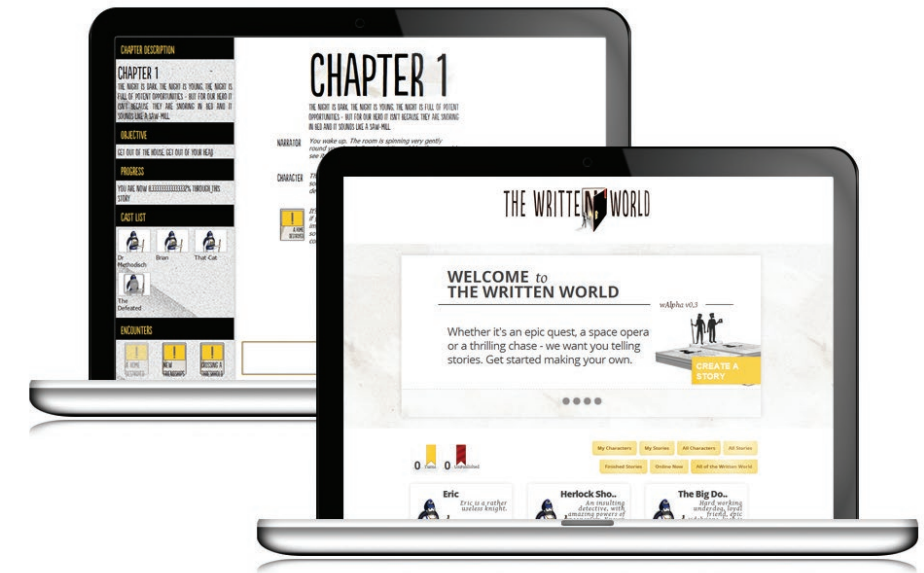 CHAPTER DESCRIPTION
CHAPTER 1
THE NIGHT IS DARK, THE NIGHT IS YOUNG, THE NIGHT IS
FULL OF POTENT OPPORTUNITIES - BUT FOR OUR HERO IT
ISN'T BECAUSE THEY ARE SNORING IN BED AND IT
SOUNDS LIKE A SAW-MILL
OBJECTIVE
GET OUT OF THE HOUSE, GET OUT OF YOUR HEAD
PROGRESS
THROUGH THIS
STORY
CAST LIST
Dr
Methodisch
Brian
That Cat
The
Defeated
ENCOUNTERS
NEW
CROSSING A
CHAPTER 1
THE NIGHT IS DARK, THE NIGHT IS YOUNG, THE NIGHT IS FULL OF POTENT
OPPORTUNITIES - BUT FOR OUR HERO IT ISN'T BECAUSE THEY ARE SNORING
IN BED AND IT SOUNDS LIKE A SAW-MILL
NARRATOR
You wake up. The room is spinning very gently
round
CHARACTER
THE WRITTEN WORLD
WELCOME to
THE WRITTEN WORLD
wAlpha v0.3
Whether it's an epic quest, a space opera
or a thrilling chase - we want you telling
stories. Get started making your own.
CREATE A
STORY
0 0
My Characters My Stories All Characters All Stories
Finished Stories Online Now All of the Written World
Eric
Eric is a rather
useless knight.
Herlock Sho..
An insulting
detective, with
amazing powers of
The Big Do..
Hard working
underdog, loyal
friend, epic